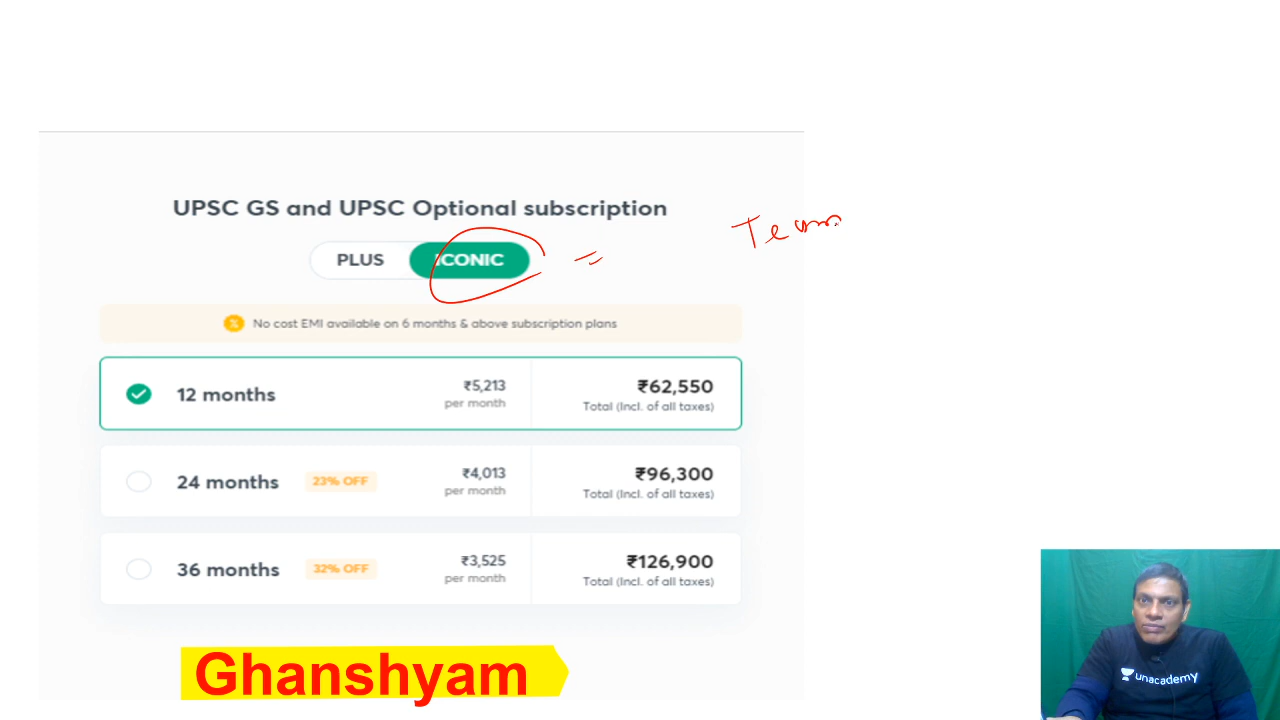 UPSC GS and UPSC Optional subscription
PLUS ICONIC =
Team
No cost EMI available on 6 months & above subscription plans
12 months ₹5,213 per month ₹62,550 Total (Incl. of all taxes)
24 months 23% OFF ₹4,013 per month ₹96,300 Total (Incl. of all taxes)
36 months 32% OFF ₹3,525 per month ₹126,900 Total (Incl. of all taxes)
Ghanshyam
unacademy